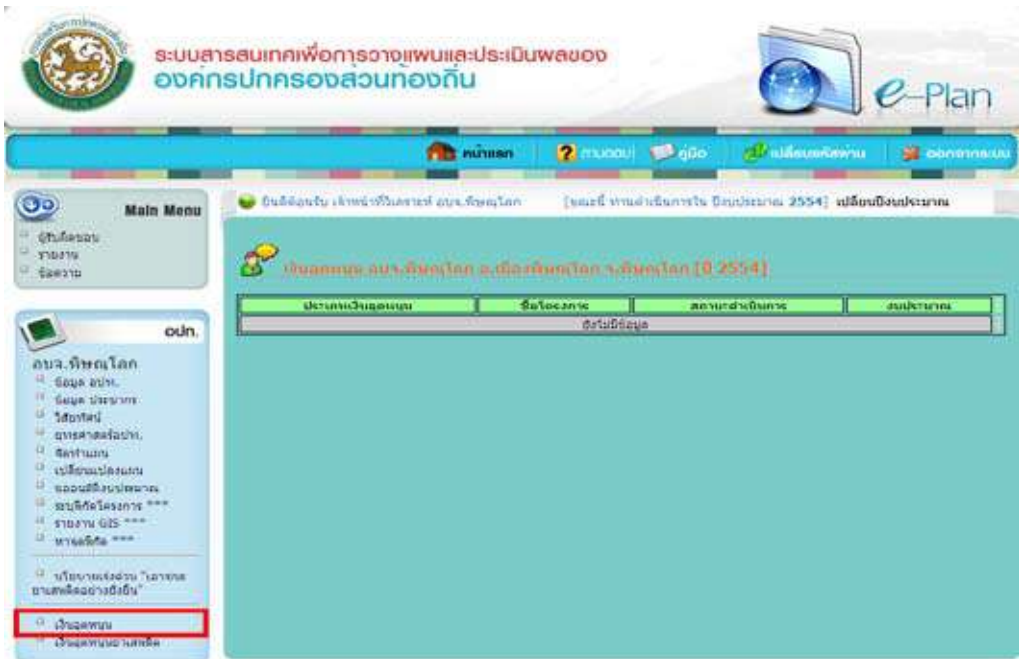 ระบบสารสนเทศเพื่อการวางแผนและประเมินผลของ
องค์กรปกครองส่วนท้องถิ่น
e-Plan
หน้าแรก ถามตอบ คู่มือ เปลี่ยนรหัสผ่าน ออกจากระบบ
Main Menu
ยินดีต้อนรับ เจ้าหน้าที่วิเคราะห์ อบจ.พิษณุโลก [ขณะนี้ ท่านดำเนินการใน ปีงบประมาณ 2554] เปลี่ยนปีงบประมาณ
รายงาน
ข้อความ
เงินอุดหนุน อบจ.พิษณุโลก อ.เมืองพิษณุโลก จ.พิษณุโลก [ปี 2554]
ประเภทเงินอุดหนุน ชื่อโครงการ สถานะดำเนินการ งบประมาณ
ยังไม่มีข้อมูล
อปท.
อบจ.พิษณุโลก
ข้อมูล อปท.
ข้อมูล ประชากร
วิสัยทัศน์
ยุทธศาสตร์อปท.
จัดทำแผน
เปลี่ยนแปลงแผน
ขออนุมัติงบประมาณ
ระบุพิกัดโครงการ ***
รายงาน GIS ***
หาจุดพิกัด ***
นโยบายเร่งด่วน "เอาชนะ
ยาเสพติดอย่างยั่งยืน"
เงินอุดหนุน
เงินอุดหนุนยาเสพติด